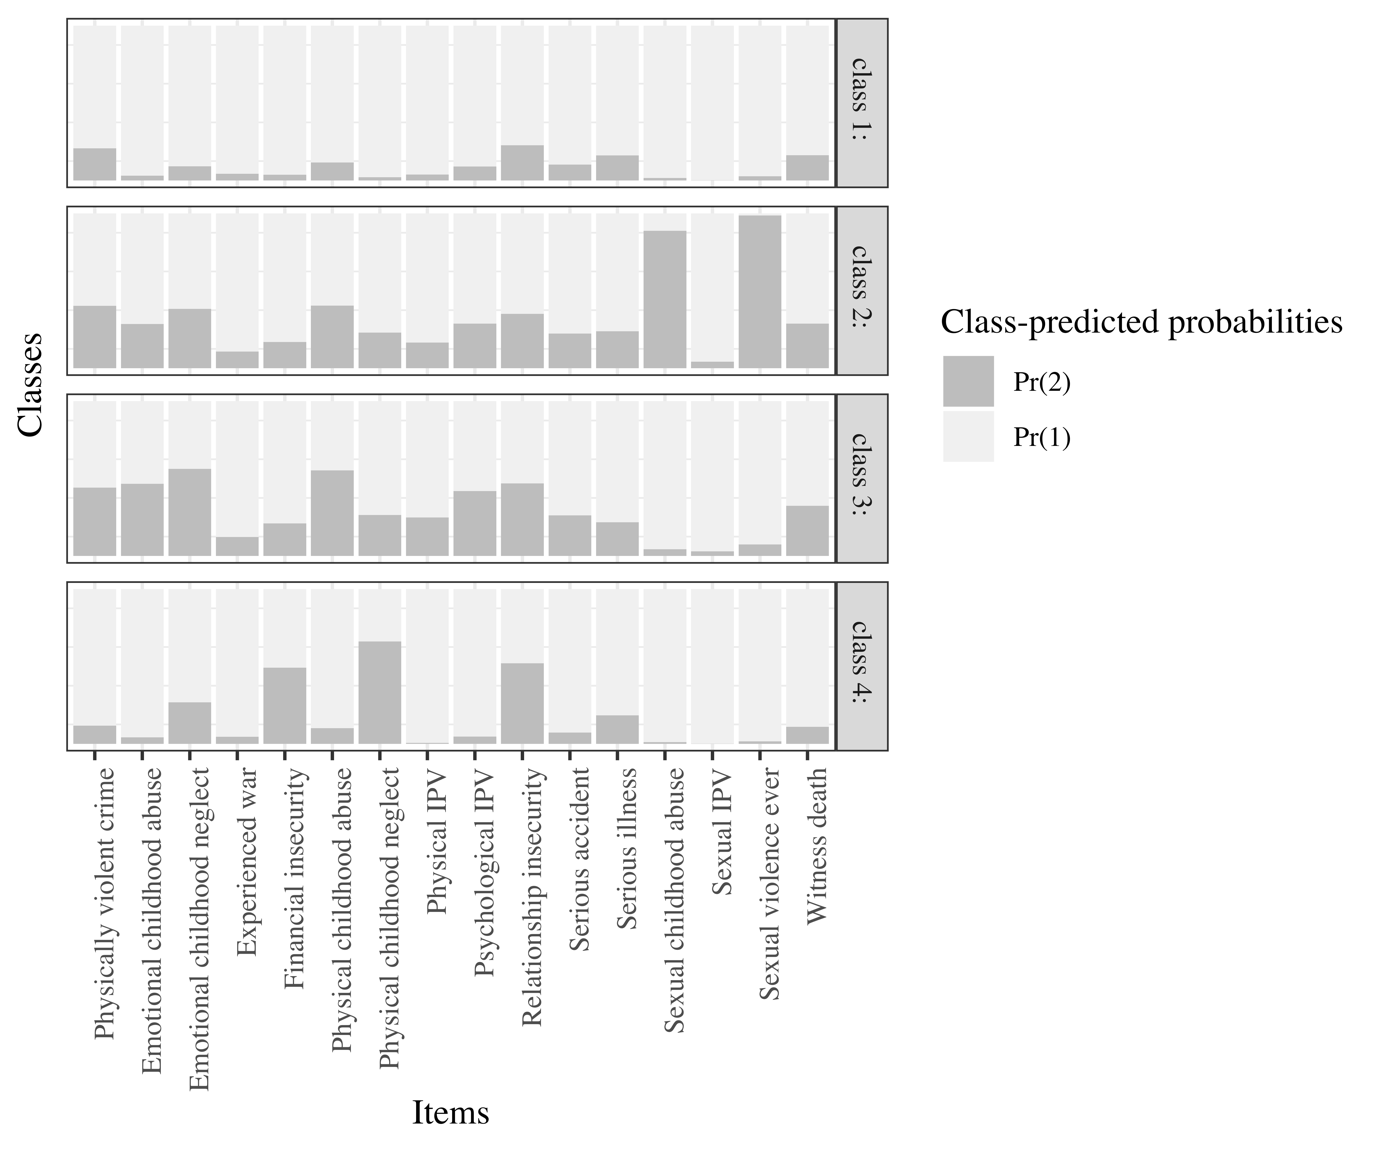 class 1:
class 2:
class 3:
class 4:
Classes
Class-predicted probabilities
Pr(2)
Pr(1)
Physically violent crime
Emotional childhood abuse
Emotional childhood neglect
Experienced war
Financial insecurity
Physical childhood abuse
Physical childhood neglect
Physical IPV
Psychological IPV
Relationship insecurity
Serious accident
Serious illness
Sexual childhood abuse
Sexual IPV
Sexual violence ever
Witness death
Items